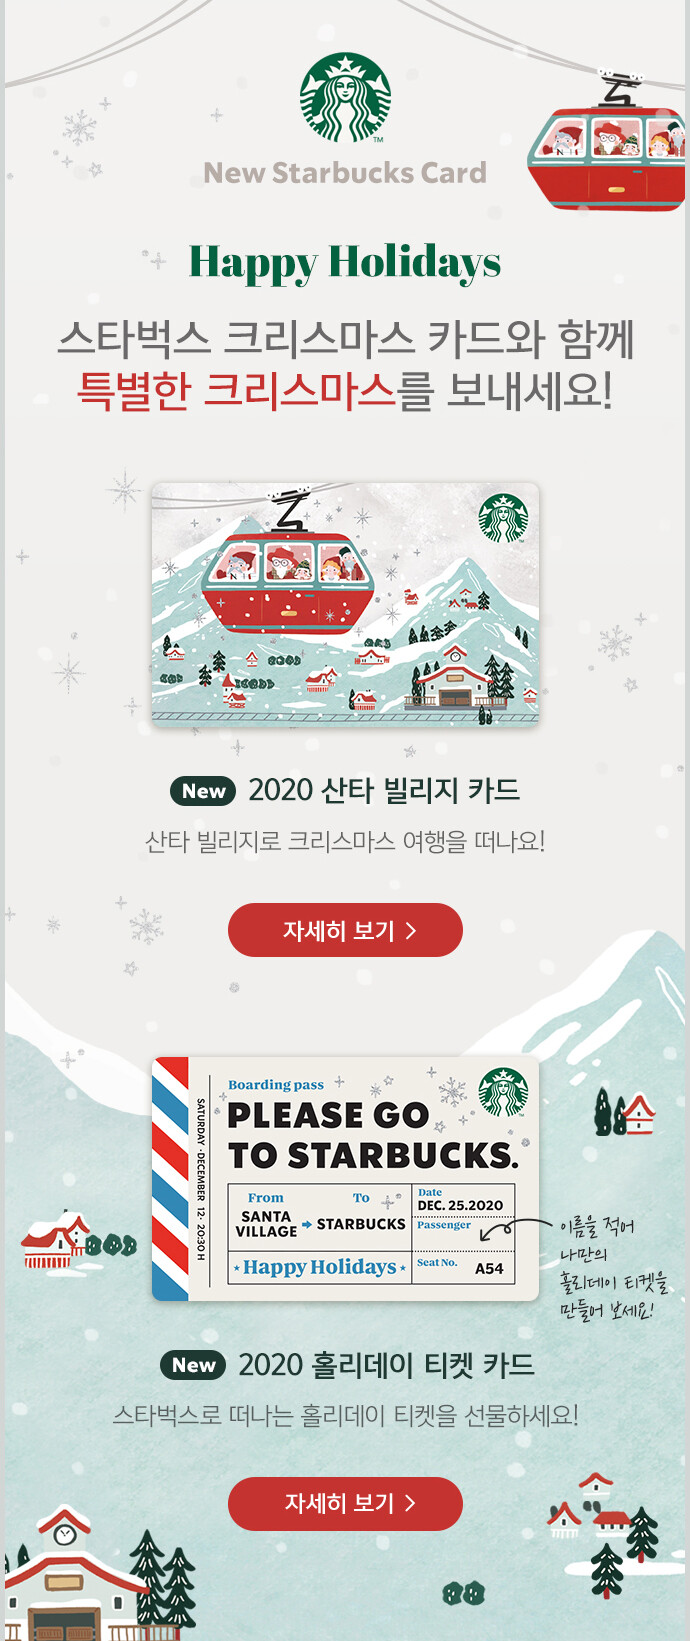 New Starbucks Card
Happy Holidays
스타벅스 크리스마스 카드와 함께
특별한 크리스마스를 보내세요!
New 2020 산타 빌리지 카드
산타 빌리지로 크리스마스 여행을 떠나요!
자세히 보기 >
SATURDAY · DECEMBER 12 · 20:30 H
Boarding pass
PLEASE GO
TO STARBUCKS.
From
SANTA
VILLAGE
To
STARBUCKS
Happy Holidays
Date
DEC. 25.2020
Passenger
Seat No. A54
이름을 적어
나만의
홀리데이 티켓을
만들어 보세요!
New 2020 홀리데이 티켓 카드
스타벅스로 떠나는 홀리데이 티켓을 선물하세요!
자세히 보기 >